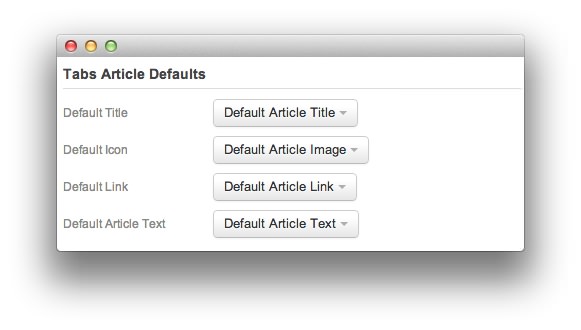 Tabs Article Defaults
Default Title Default Article Title
Default Icon Default Article Image
Default Link Default Article Link
Default Article Text Default Article Text